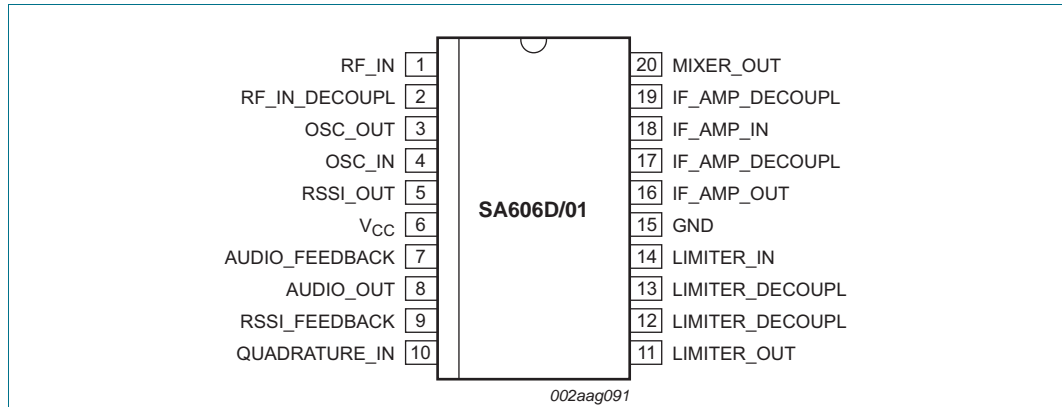 RF_IN 1
RF_IN_DECOUPL 2
OSC_OUT 3
OSC_IN 4
RSSI_OUT 5
VCC 6
AUDIO_FEEDBACK 7
AUDIO_OUT 8
RSSI_FEEDBACK 9
QUADRATURE_IN 10
SA606D/01
20 MIXER_OUT
19 IF_AMP_DECOUPL
18 IF_AMP_IN
17 IF_AMP_DECOUPL
16 IF_AMP_OUT
15 GND
14 LIMITER_IN
13 LIMITER_DECOUPL
12 LIMITER_DECOUPL
11 LIMITER_OUT
002aag091